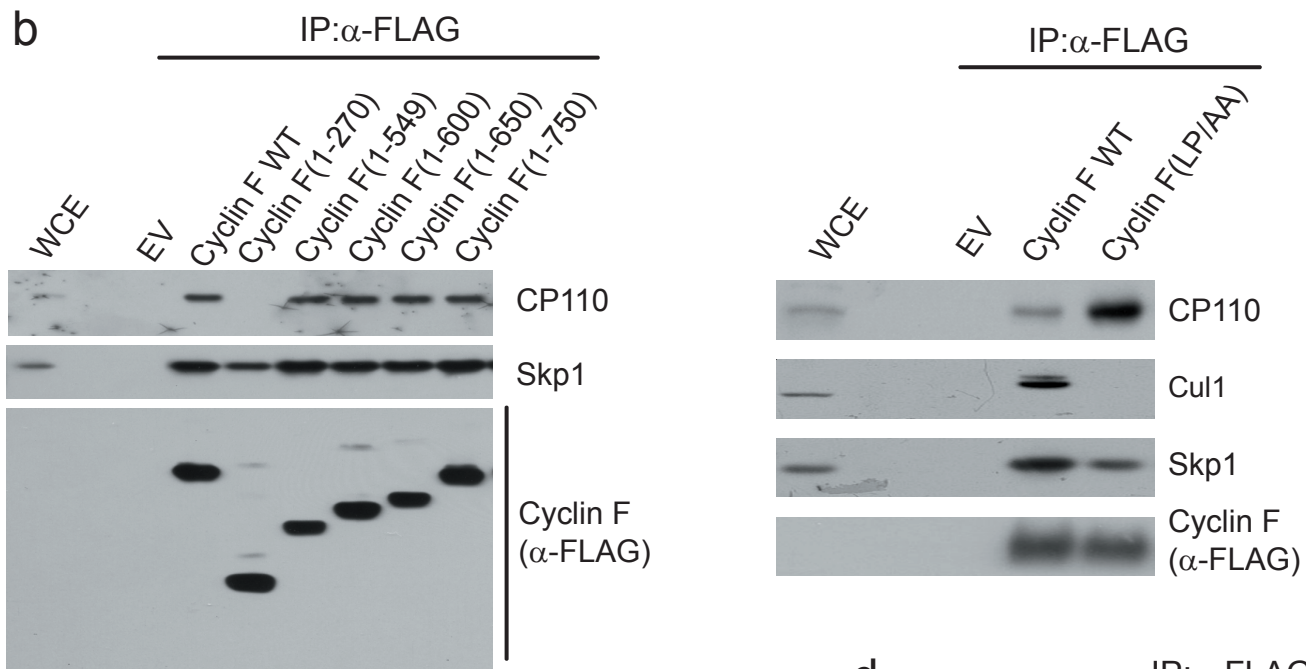 b
IP:α-FLAG
WCE
EV
Cyclin F WT
Cyclin F(1-270)
Cyclin F(1-549)
Cyclin F(1-600)
Cyclin F(1-650)
Cyclin F(1-750)
CP110
Skp1
Cyclin F
(α-FLAG)
IP:α-FLAG
WCE
EV
Cyclin F WT
Cyclin F(LP/AA)
CP110
Cul1
Skp1
Cyclin F
(α-FLAG)